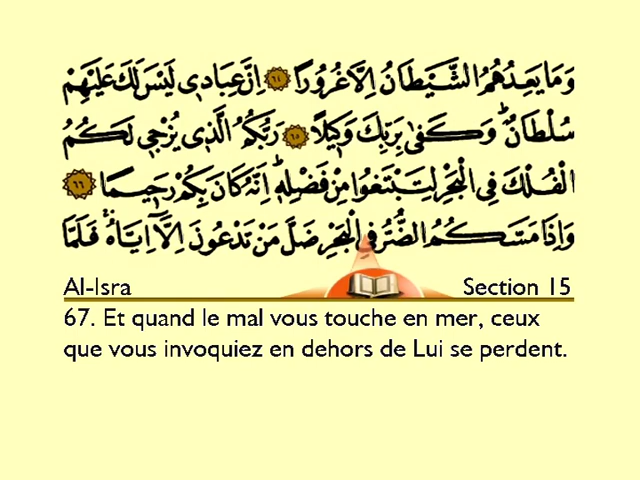 وَمَا يَعِدُهُمُ الشَّيْطَانُ اِلَّا غُرُورًا ﴿٦٤﴾ اِنَّ عِبَادٖى لَيْسَ لَكَ عَلَيْهِمْ
سُلْطَانٌ وَكَفٰى بِرَبِّكَ وَكٖيلًا ﴿٦٥﴾ رَبُّكُمُ الَّذٖى يُزْجٖى لَكُمُ
الْفُلْكَ فِى الْبَحْرِ لِتَبْتَغُوا مِنْ فَضْلِهٖ اِنَّهُ كَانَ بِكُمْ رَحٖيمًا ﴿٦٦﴾
وَاِذَا مَسَّكُمُ الضُّرُّ فِى الْبَحْرِ ضَلَّ مَنْ تَدْعُونَ اِلَّٓا اِيَّاهُ فَلَمَّا
Al-Isra Section 15
67. Et quand le mal vous touche en mer, ceux
que vous invoquiez en dehors de Lui se perdent.